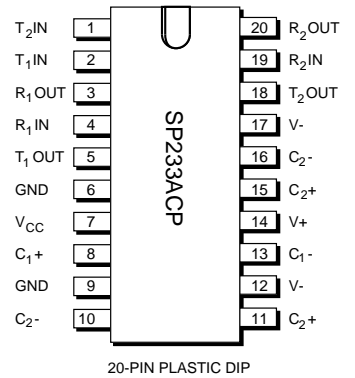 T2IN 1 20 R2OUT
T1IN 2 19 R2IN
R1OUT 3 18 T2OUT
R1IN 4 17 V-
T1OUT 5 16 C2-
GND 6 15 C2+
VCC 7 14 V+
C1+ 8 13 C1-
GND 9 12 V-
C2- 10 11 C2+
SP233ACP
20-PIN PLASTIC DIP